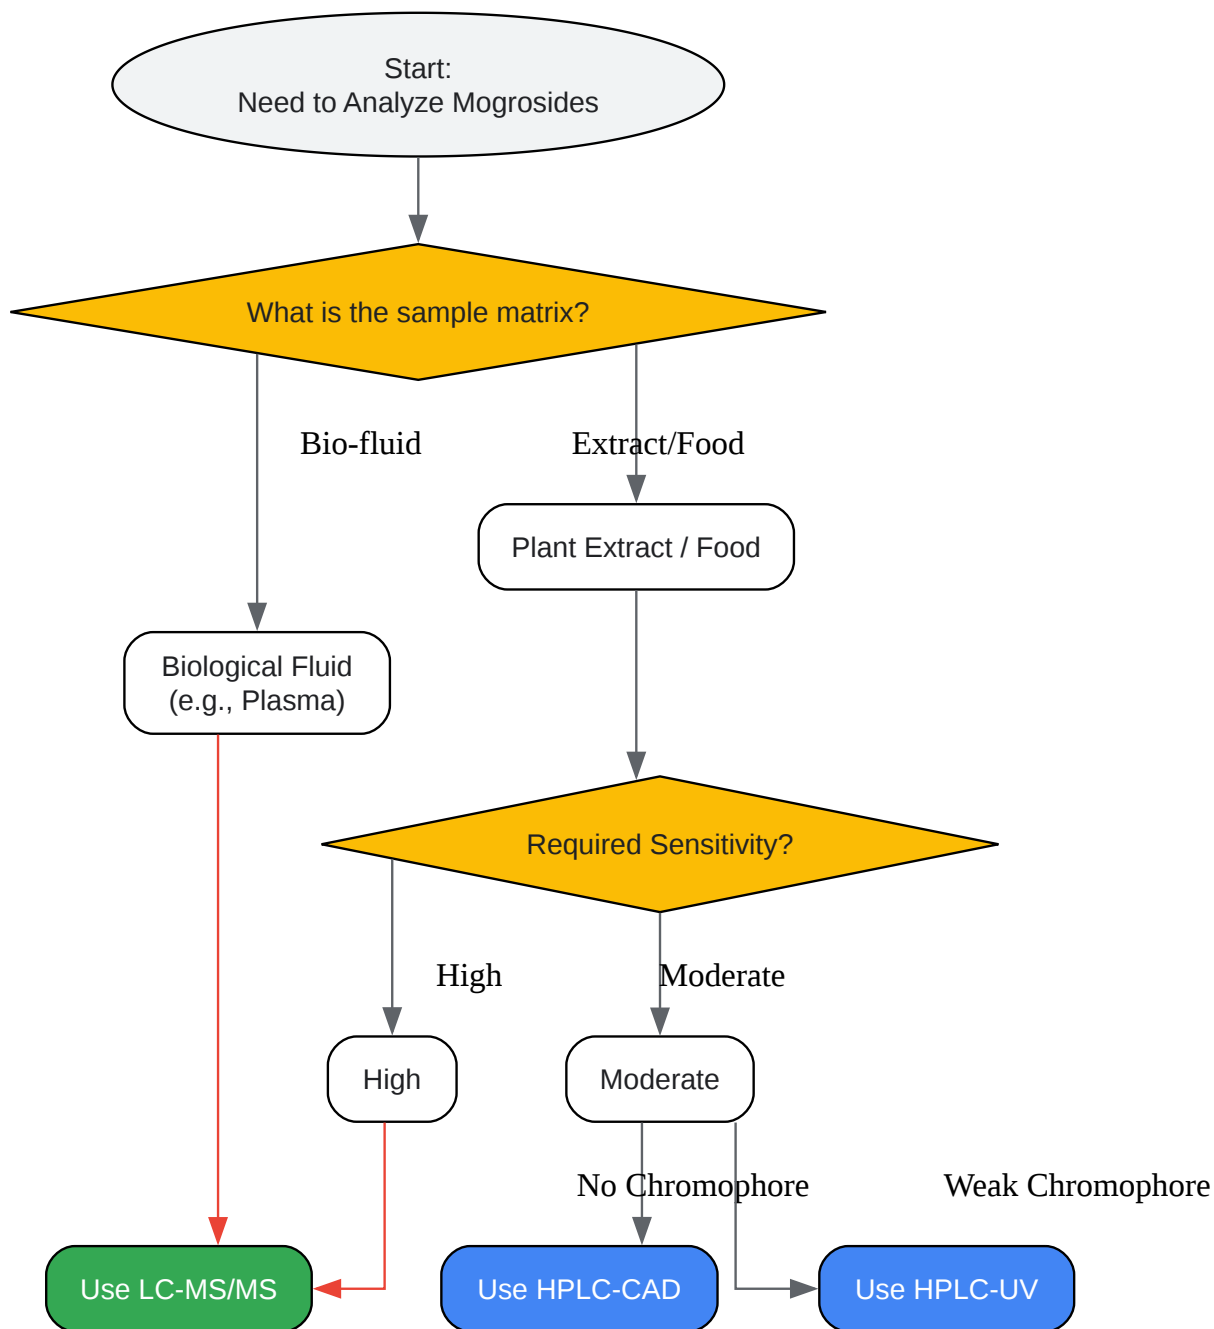 Start:
Need to Analyze Mogrosides
What is the sample matrix?
Bio-fluid
Extract/Food
Plant Extract / Food
Biological Fluid
(e.g., Plasma)
Required Sensitivity?
High
Moderate
High
Moderate
No Chromophore
Weak Chromophore
Use LC-MS/MS
Use HPLC-CAD
Use HPLC-UV